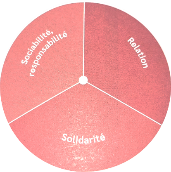 Sociabilité,
responsabilité
Relation
Solidarité